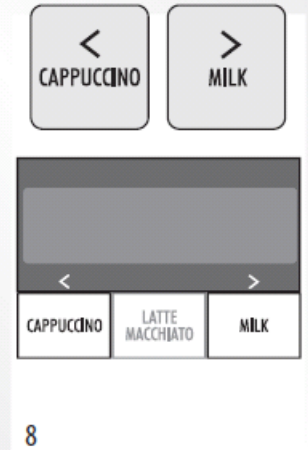 < >
CAPPUCCINO MILK
< >
CAPPUCCINO LATTE MACCHIATO MILK
8